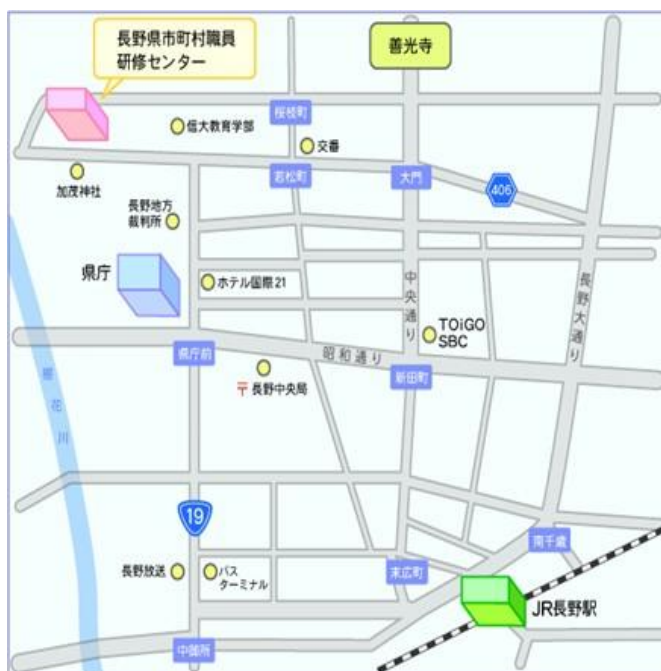 長野県市町村職員
研修センター
善光寺
桜枝町
信大教育学部
交番
加茂神社
若松町
大門
406
長野地方
裁判所
県庁
ホテル国際21
中央通り
長野大通り
TOiGO
SBC
昭和通り
県庁前
新田町
〒長野中央局
裾花川
19
南千歳
長野放送
バス
ターミナル
末広町
JR長野駅
中御所